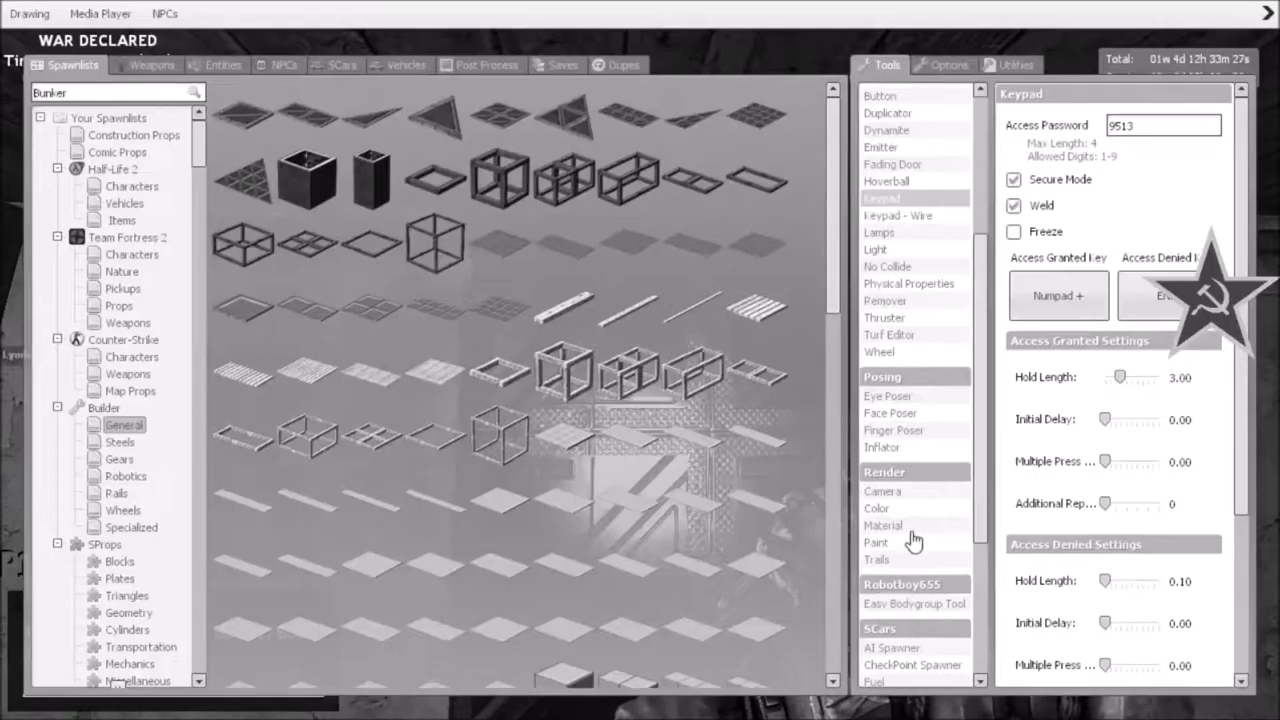 Drawing Media Player NPCs
WAR DECLARED
Spawnlists Weapons Entities NPCs SCars Vehicles Post Process Saves Dupes
Bunker
Your Spawnlists
Construction Props
Comic Props
Half-Life 2
Characters
Vehicles
Items
Team Fortress 2
Characters
Nature
Pickups
Props
Weapons
Counter-Strike
Characters
Weapons
Map Props
Builder
General
Steels
Gears
Robotics
Rails
Wheels
Specialized
SProps
Blocks
Plates
Triangles
Geometry
Cylinders
Transportation
Mechanics
Tools Options Utilities
Total: 01w 4d 12h 33m 27s
Button
Duplicator
Dynamite
Emitter
Fading Door
Hoverball
Keypad
Keypad - Wire
Lamps
Light
No Collide
Physical Properties
Remover
Thruster
Turf Editor
Wheel
Posing
Eye Poser
Face Poser
Finger Poser
Inflator
Render
Camera
Color
Material
Paint
Trails
Robotboy655
Easy Bodygroup Tool
SCars
AI Spawner
CheckPoint Spawner
Fuel
Keypad
Access Password 9513
Max Length: 4
Allowed Digits: 1-9
Secure Mode
Weld
Freeze
Access Granted Key Access Denied
Numpad +
Access Granted Settings
Hold Length: 3.00
Initial Delay: 0.00
Multiple Press ... 0.00
Additional Rep... 0
Access Denied Settings
Hold Length: 0.10
Initial Delay: 0.00
Multiple Press ... 0.00